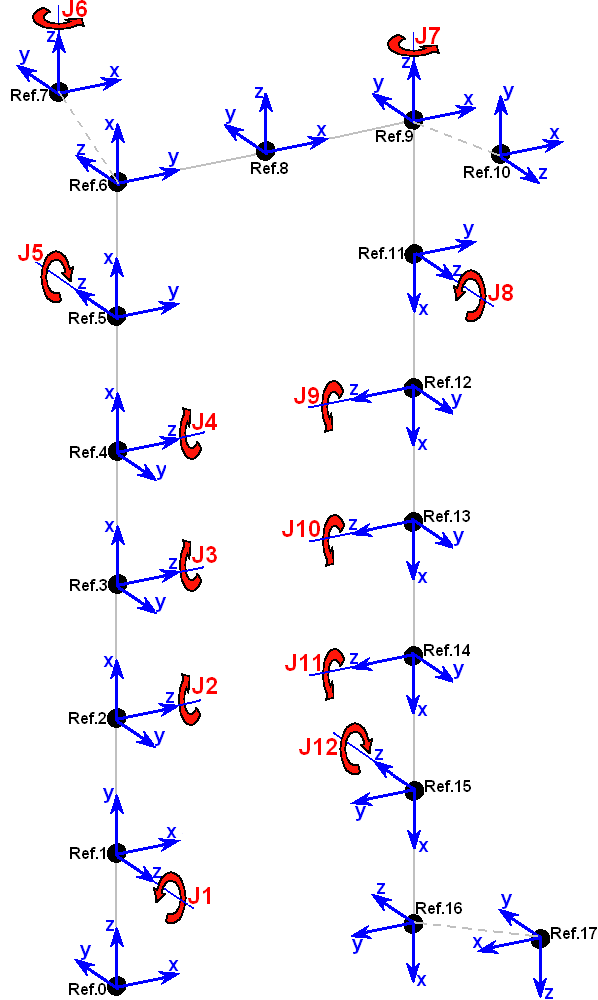 J6
z
y
x
Ref.7
J7
z
y
x
Ref.9
z
y
x
Ref.8
y
x
z
Ref.10
x
z
y
Ref.6
J5
x
z
y
Ref.5
Ref.11
y
z
x
J8
x
z
y
J4
Ref.4
J9
z
Ref.12
y
x
x
z
y
J3
Ref.3
J10
z
Ref.13
y
x
x
z
y
J2
Ref.2
J11
z
Ref.14
y
x
J12
z
Ref.15
y
x
y
x
z
Ref.1
J1
z
y
x
Ref.0
z
Ref.16
y
x
y
Ref.17
x
z